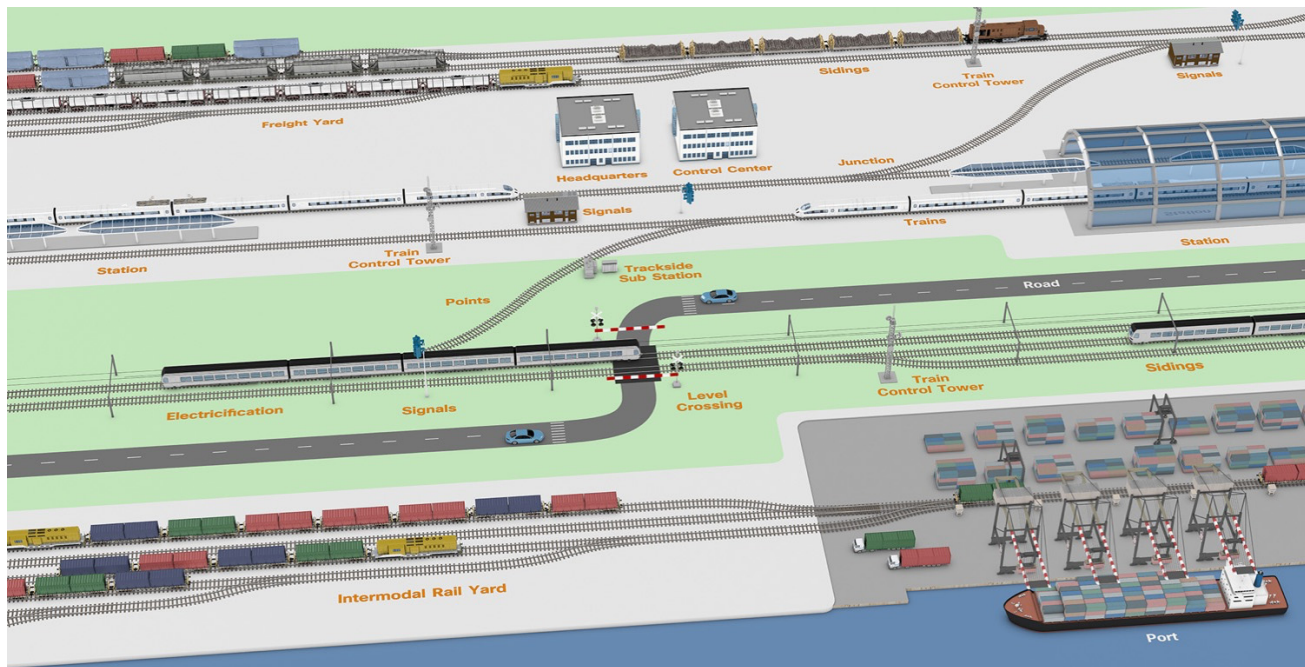 Sidings
Train
Control Tower
Signals
Freight Yard
Headquarters
Control Center
Junction
Signals
Trains
Station
Train
Control Tower
Station
Trackside
Sub Station
Points
Road
Electricification
Signals
Level
Crossing
Train
Control Tower
Sidings
Intermodal Rail Yard
Port